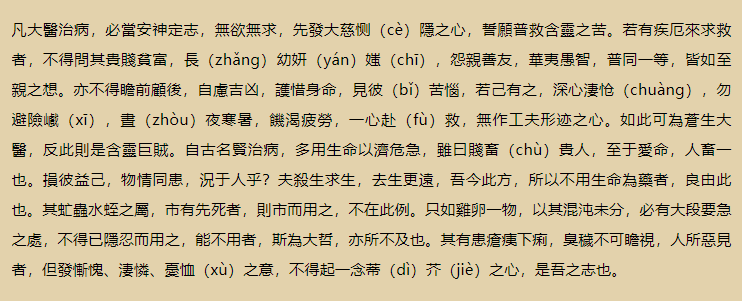 凡大醫治病，必當安神定志，無欲無求，先發大慈恻（cè）隱之心，誓願普救含靈之苦。若有疾厄來求救
者，不得問其貴賤貧富，長（zhǎng）幼妍（yán）媸（chī），怨親善友，華夷愚智，普同一等，皆如至
親之想。亦不得瞻前顧後，自慮吉凶，護惜身命，見彼（bǐ）苦惱，若己有之，深心淒怆（chuàng），勿
避險巇（xī），晝（zhòu）夜寒暑，饑渴疲勞，一心赴（fù）救，無作工夫形迹之心。如此可為蒼生大
醫，反此則是含靈巨賊。自古名賢治病，多用生命以濟危急，雖曰賤畜（chù）貴人，至于愛命，人畜一
也。損彼益己，物情同患，況于人乎？夫殺生求生，去生更遠，吾今此方，所以不用生命為藥者，良由此
也。其虻蟲水蛭之屬，市有先死者，則市而用之，不在此例。只如雞卵一物，以其混沌未分，必有大段要急
之處，不得已隱忍而用之，能不用者，斯為大哲，亦所不及也。其有患瘡痍下痢，臭穢不可瞻視，人所惡見
者，但發慚愧、淒憐、憂恤（xù）之意，不得起一念蒂（dì）芥（jiè）之心，是吾之志也。